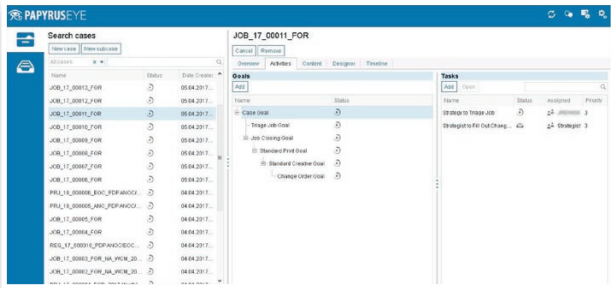 PAPYRUSEYE
Search cases
New case New subcase
All cases
Name Status Date Created
JOB_17_00013_FOR 05.04.2017...
JOB_17_00012_FOR 05.04.2017...
JOB_17_00011_FOR 05.04.2017...
JOB_17_00010_FOR 05.04.2017...
JOB_17_00009_FOR 05.04.2017...
JOB_17_00008_FOR 05.04.2017...
JOB_17_00007_FOR 05.04.2017...
JOB_17_00006_FOR 04.04.2017...
04.04.2017...
04.04.2017...
JOB_17_00005_FOR 04.04.2017...
JOB_17_00004_FOR 04.04.2017...
04.04.2017...
JOB_17_00003_FOR_NA_WCM_20... 04.04.2017...
JOB_17_00002_FOR_NA_WCM_20... 04.04.2017...
JOB_17_00011_FOR
Cancel Remove
Overview Activities Content Designer Timeline
Goals
Add
Name Status
Case Goal
Triage Job Goal
Job Closing Goal
Standard Print Goal
Standard Creative Goal
Change Order Goal
Tasks
Add Open
Name Status Assigned Priority
Strategy to Triage Job 3
Strategist to Fill Out Chang... Strategist 3